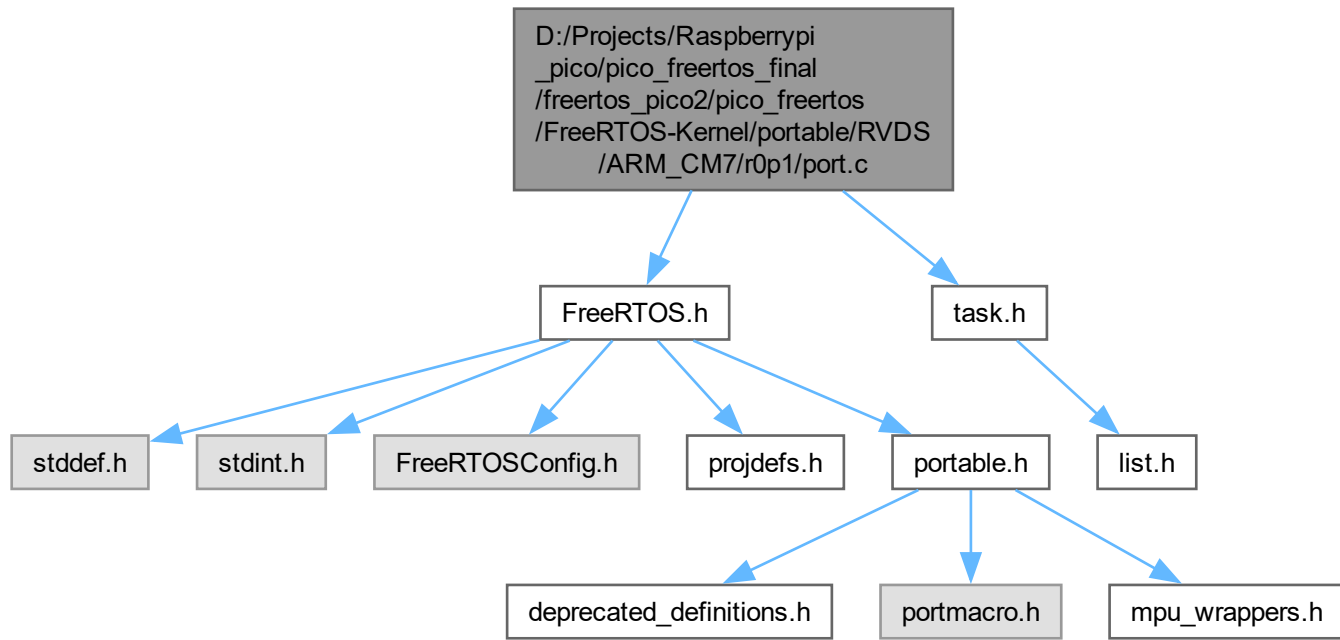 D:/Projects/Raspberrypi
_pico/pico_freertos_final
/freertos_pico2/pico_freertos
/FreeRTOS-Kernel/portable/RVDS
/ARM_CM7/r0p1/port.c
FreeRTOS.h
task.h
stddef.h
stdint.h
FreeRTOSConfig.h
projdefs.h
portable.h
list.h
deprecated_definitions.h
portmacro.h
mpu_wrappers.h